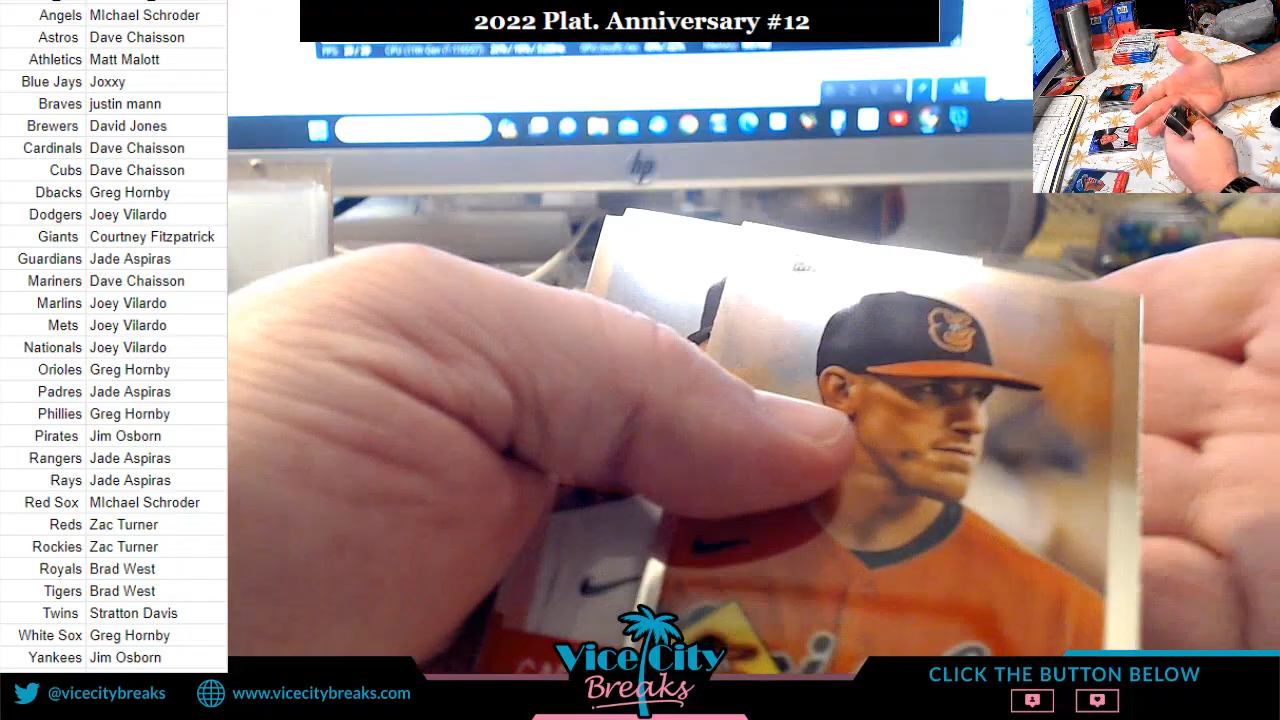 2022 Plat. Anniversary #12
Angels MIchael Schroder
Astros Dave Chaisson
Athletics Matt Malott
Blue Jays Joxxy
Braves justin mann
Brewers David Jones
Cardinals Dave Chaisson
Cubs Dave Chaisson
Dbacks Greg Hornby
Dodgers Joey Vilardo
Giants Courtney Fitzpatrick
Guardians Jade Aspiras
Mariners Dave Chaisson
Marlins Joey Vilardo
Mets Joey Vilardo
Nationals Joey Vilardo
Orioles Greg Hornby
Padres Jade Aspiras
Phillies Greg Hornby
Pirates Jim Osborn
Rangers Jade Aspiras
Rays Jade Aspiras
Red Sox MIchael Schroder
Reds Zac Turner
Rockies Zac Turner
Royals Brad West
Tigers Brad West
Twins Stratton Davis
White Sox Greg Hornby
Yankees Jim Osborn
hp
Vice City
Breaks
@vicecitybreaks
www.vicecitybreaks.com
CLICK THE BUTTON BELOW